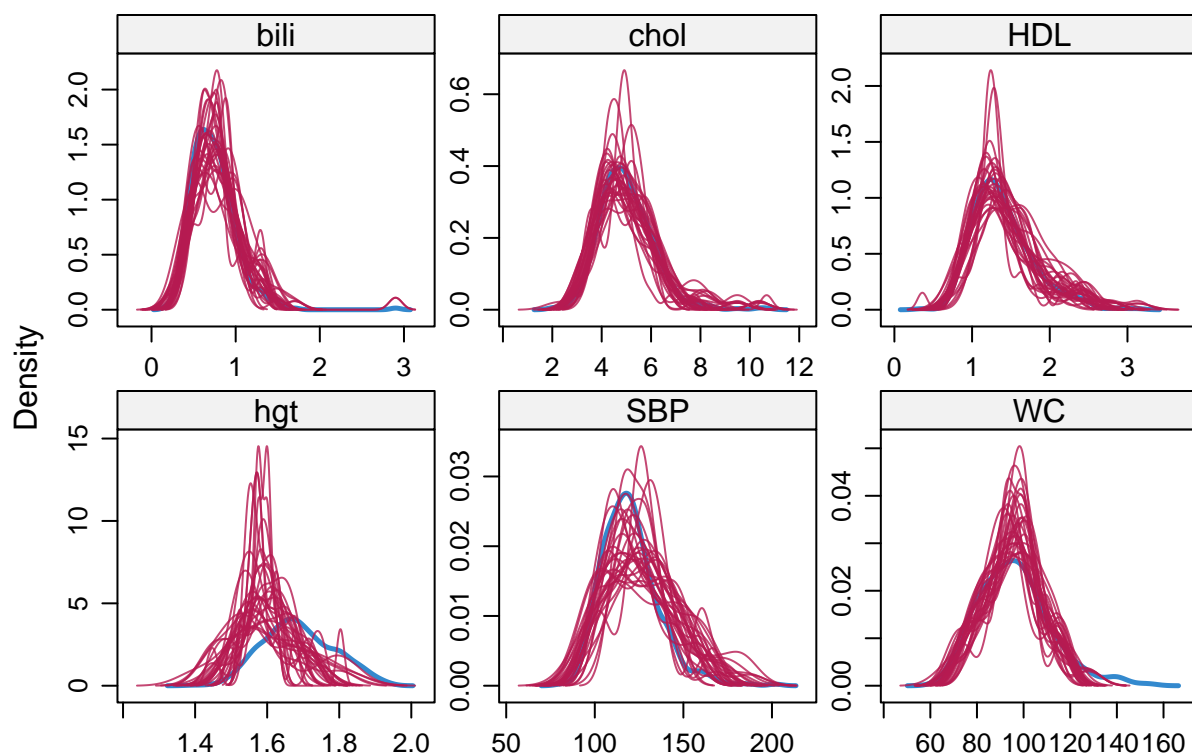 bili
chol
HDL
0.0 0.5 1.0 1.5 2.0
0.0 0.2 0.4 0.6
0.0 0.5 1.0 1.5 2.0
0 1 2 3
2 4 6 8 10 12
0 1 2 3
Density
hgt
SBP
WC
0 5 10 15
0.00 0.01 0.02 0.03
0.00 0.02 0.04
1.4 1.6 1.8 2.0
50 100 150 200
60 80 100 140